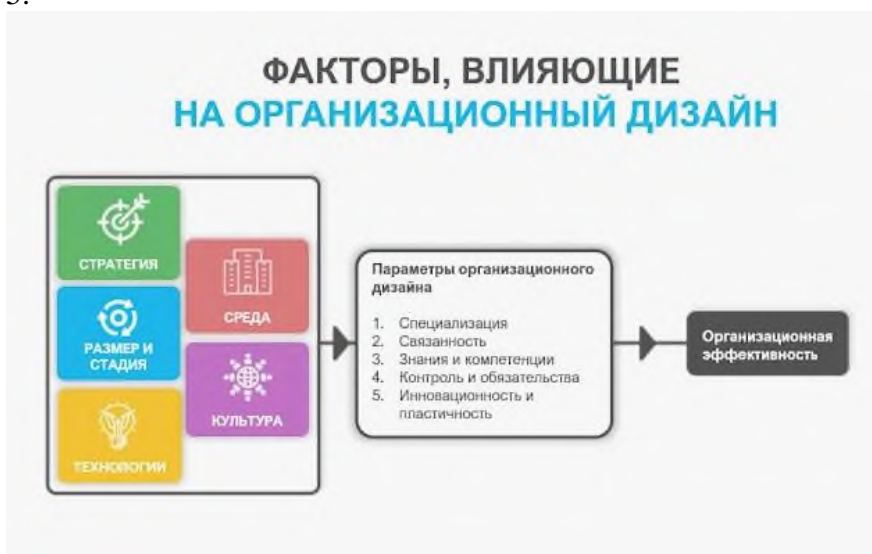 ФАКТОРЫ, ВЛИЯЮЩИЕ
НА ОРГАНИЗАЦИОННЫЙ ДИЗАЙН
СТРАТЕГИЯ
СРЕДА
РАЗМЕР И
СТАДИЯ
КУЛЬТУРА
ТЕХНОЛОГИИ
Параметры организационного
дизайна
1. Специализация
2. Связанность
3. Знания и компетенции
4. Контроль и обязательства
5. Инновационность и
пластичность
Организационная
эффективность